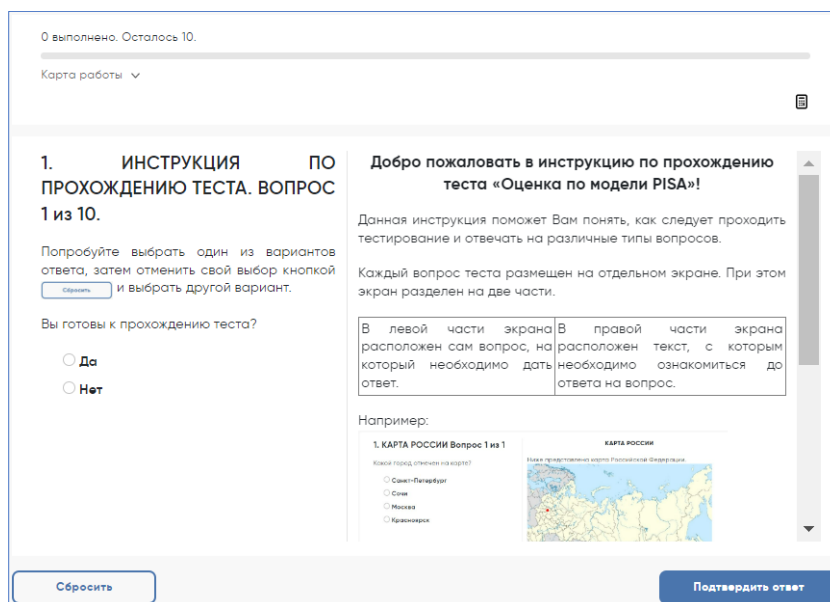 0 выполнено. Осталось 10.
Карта работы
1. ИНСТРУКЦИЯ ПО
ПРОХОЖДЕНИЮ ТЕСТА. ВОПРОС
1 из 10.
Попробуйте выбрать один из вариантов
ответа, затем отменить свой выбор кнопкой
Сбросить и выбрать другой вариант.
Вы готовы к прохождению теста?
Да
Нет
Добро пожаловать в инструкцию по прохождению
теста «Оценка по модели PISA»!
Данная инструкция поможет Вам понять, как следует проходить
тестирование и отвечать на различные типы вопросов.
Каждый вопрос теста размещен на отдельном экране. При этом
экран разделен на две части.
В левой части экрана
расположен сам вопрос, на
который необходимо дать
ответ.
В правой части экрана
расположен текст, с которым
необходимо ознакомиться до
ответа на вопрос.
Например:
1. КАРТА РОССИИ Вопрос 1 из 1
Какой город отмечен на карте?
Санкт-Петербург
Сочи
Москва
Красноярск
КАРТА РОССИИ
Ниже представлена карта Российской Федерации.
Сбросить
Подтвердить ответ